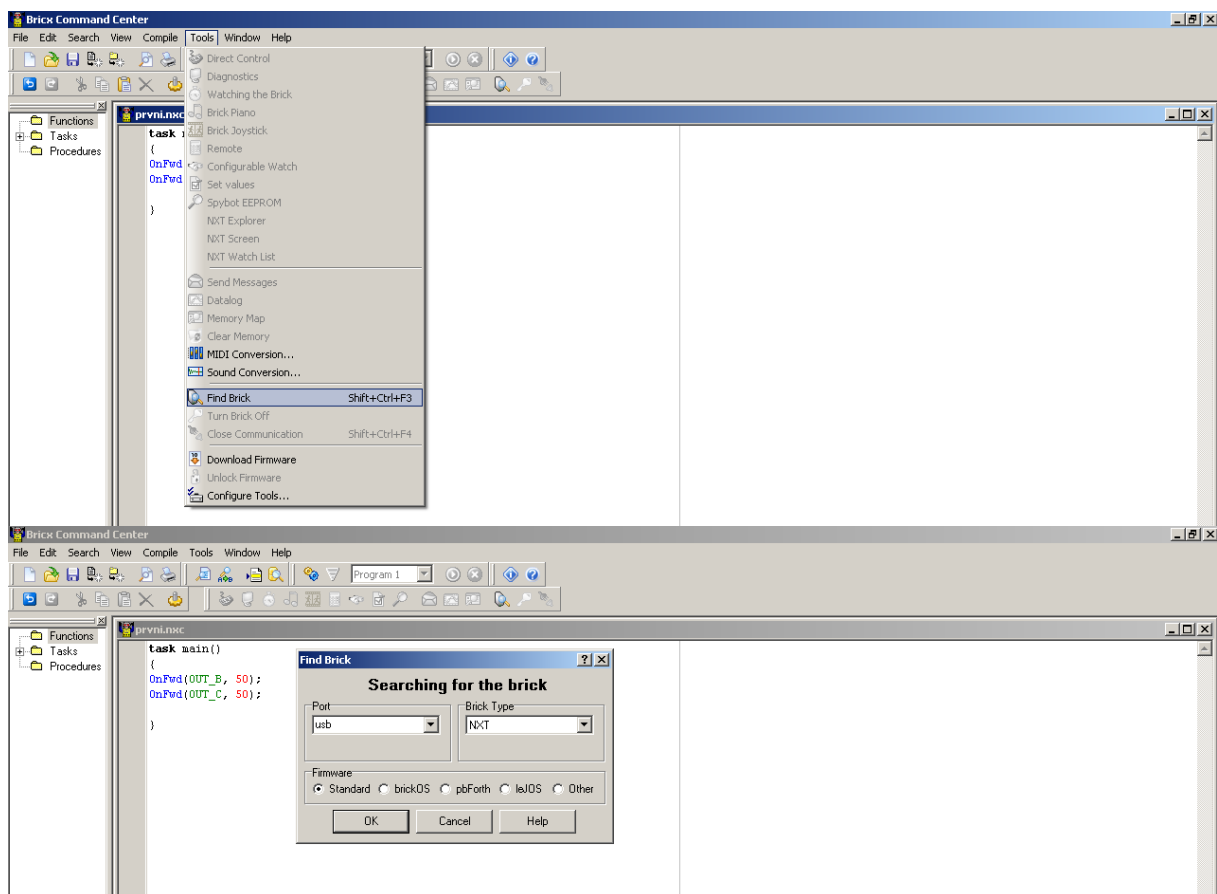 Bricx Command Center
File Edit Search View Compile Tools Window Help
prvni.nxc
Functions
Tasks
Procedures
task
{
OnFwd
OnFwd
}
Direct Control
Diagnostics
Watching the Brick
Brick Piano
Brick Joystick
Remote
Configurable Watch
Set values
Spybot EEPROM
NXT Explorer
NXT Screen
NXT Watch List
Send Messages
Datalog
Memory Map
Clear Memory
MIDI Conversion...
Sound Conversion...
Find Brick Shift+Ctrl+F3
Turn Brick Off
Close Communication Shift+Ctrl+F4
Download Firmware
Unlock Firmware
Configure Tools...
Bricx Command Center
File Edit Search View Compile Tools Window Help
Program 1
prvni.nxc
Functions
Tasks
Procedures
task main()
{
OnFwd(OUT_B, 50);
OnFwd(OUT_C, 50);
}
Find Brick
Searching for the brick
Port Brick Type
usb NXT
Firmware
Standard brickOS pbForth leJOS Other
OK Cancel Help